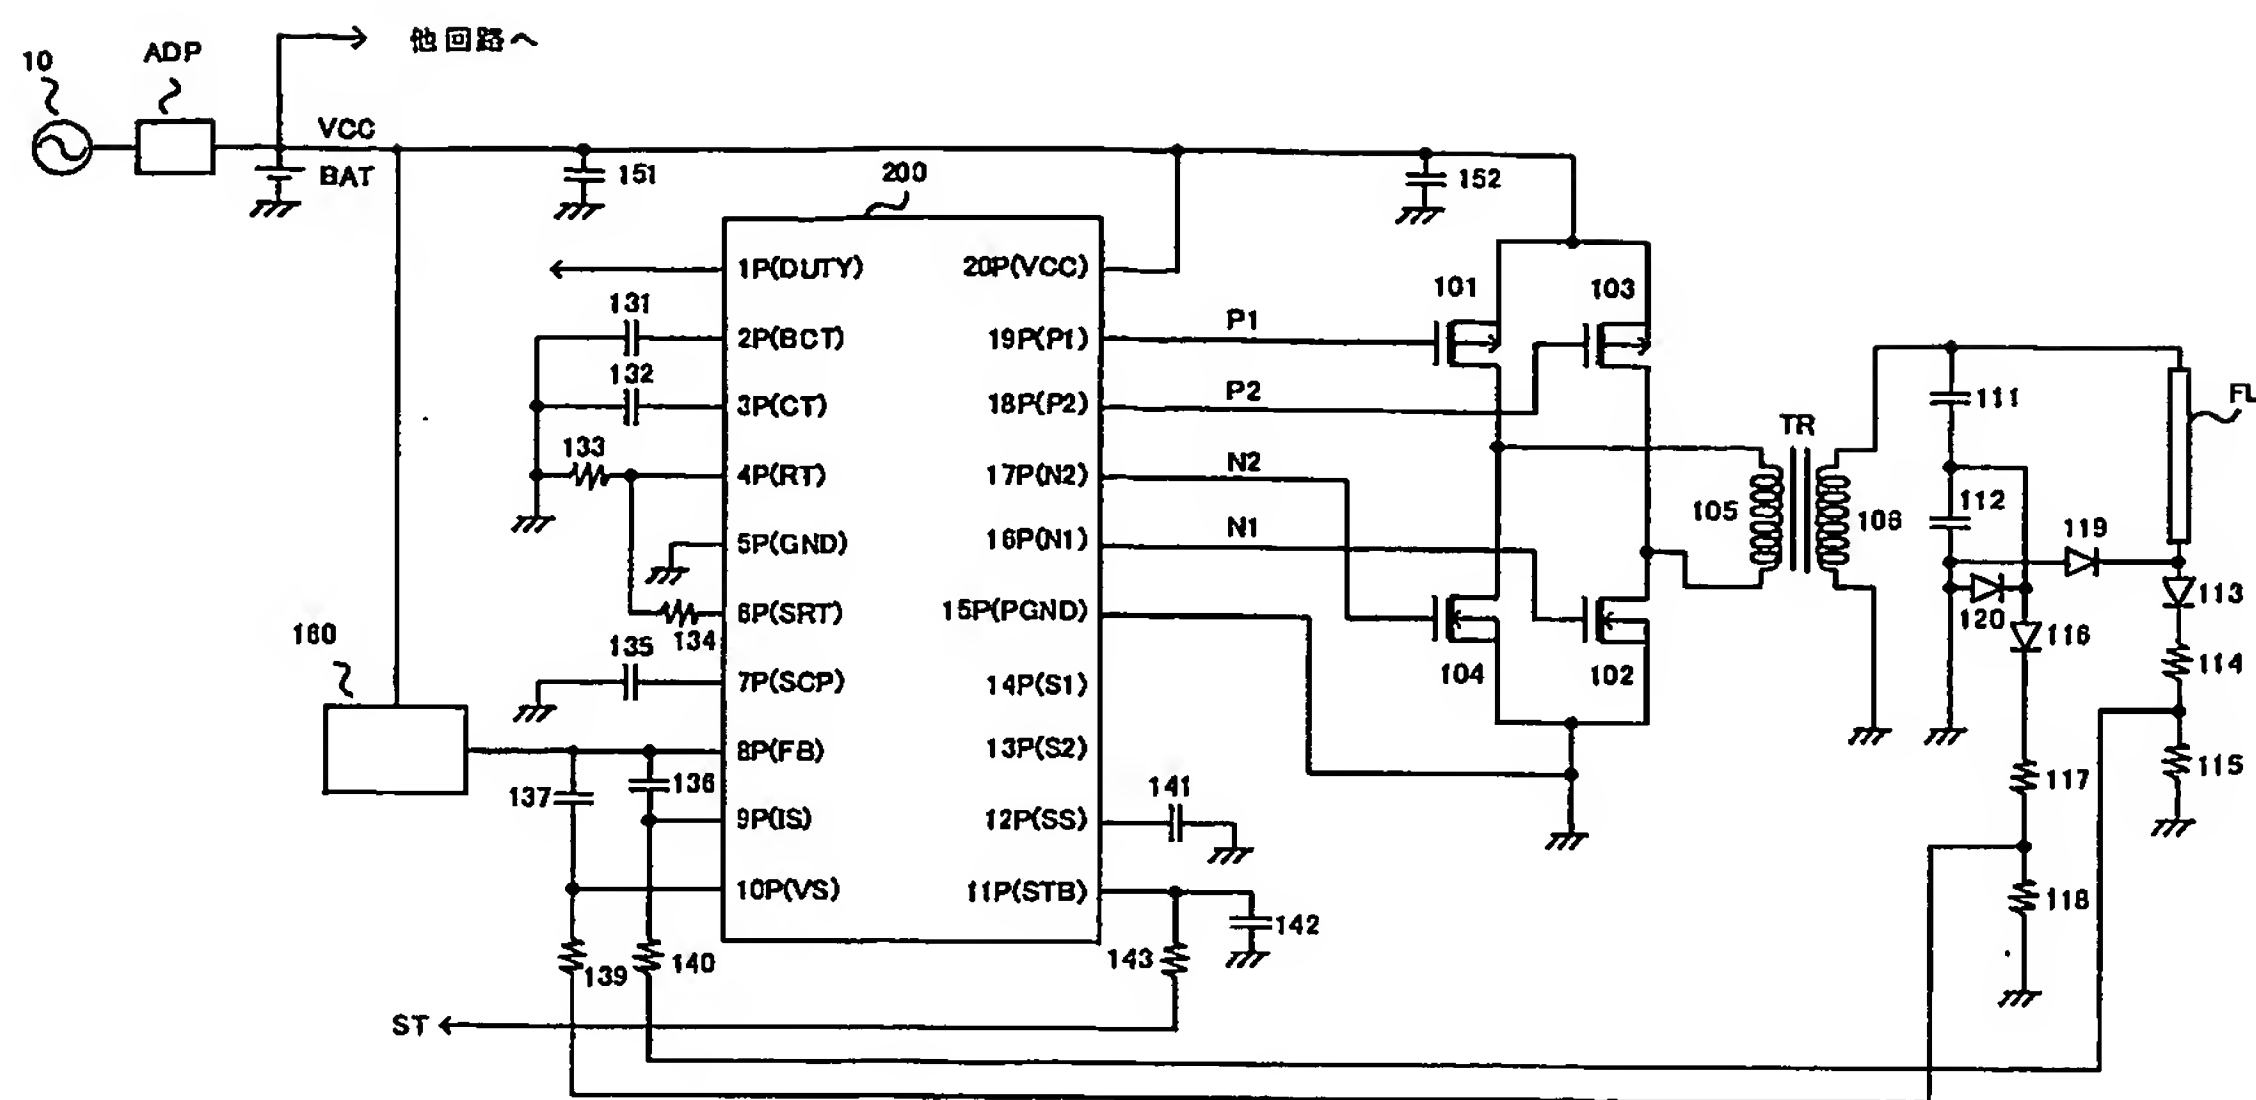 10
ADP
他回路へ
VCC
BAT
151
200
152
1P(DUTY)
20P(VCC)
131
2P(BCT)
19P(P1)
P1
101
103
132
3P(CT)
18P(P2)
P2
111
FL
133
4P(RT)
17P(N2)
N2
TR
105
106
112
119
5P(GND)
16P(N1)
N1
134
6P(SRT)
15P(PGND)
120
116
113
160
135
7P(SCP)
14P(S1)
104
102
114
8P(FB)
13P(S2)
137
136
117
115
9P(IS)
12P(SS)
141
10P(VS)
11P(STB)
142
118
139
140
143
ST